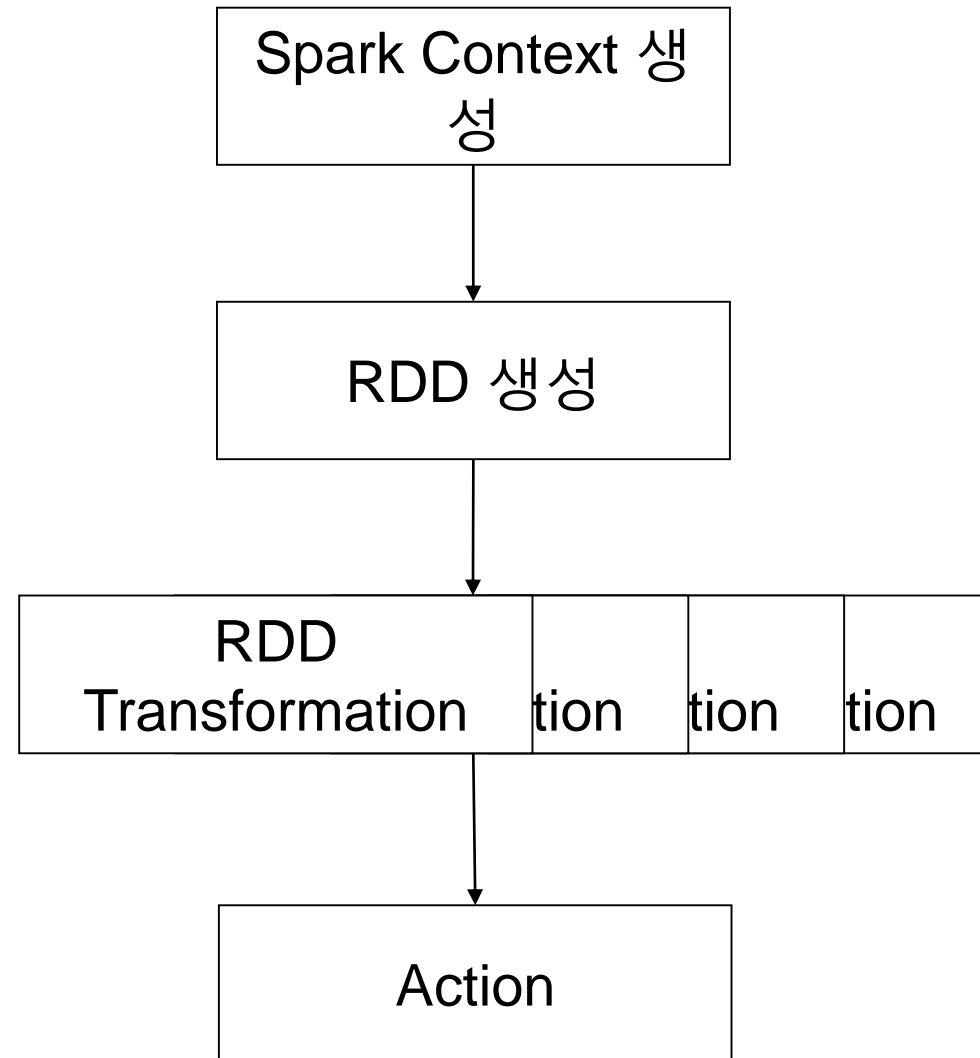 Spark Context 생
성
RDD 생성
RDD
Transformation tion tion tion
Action